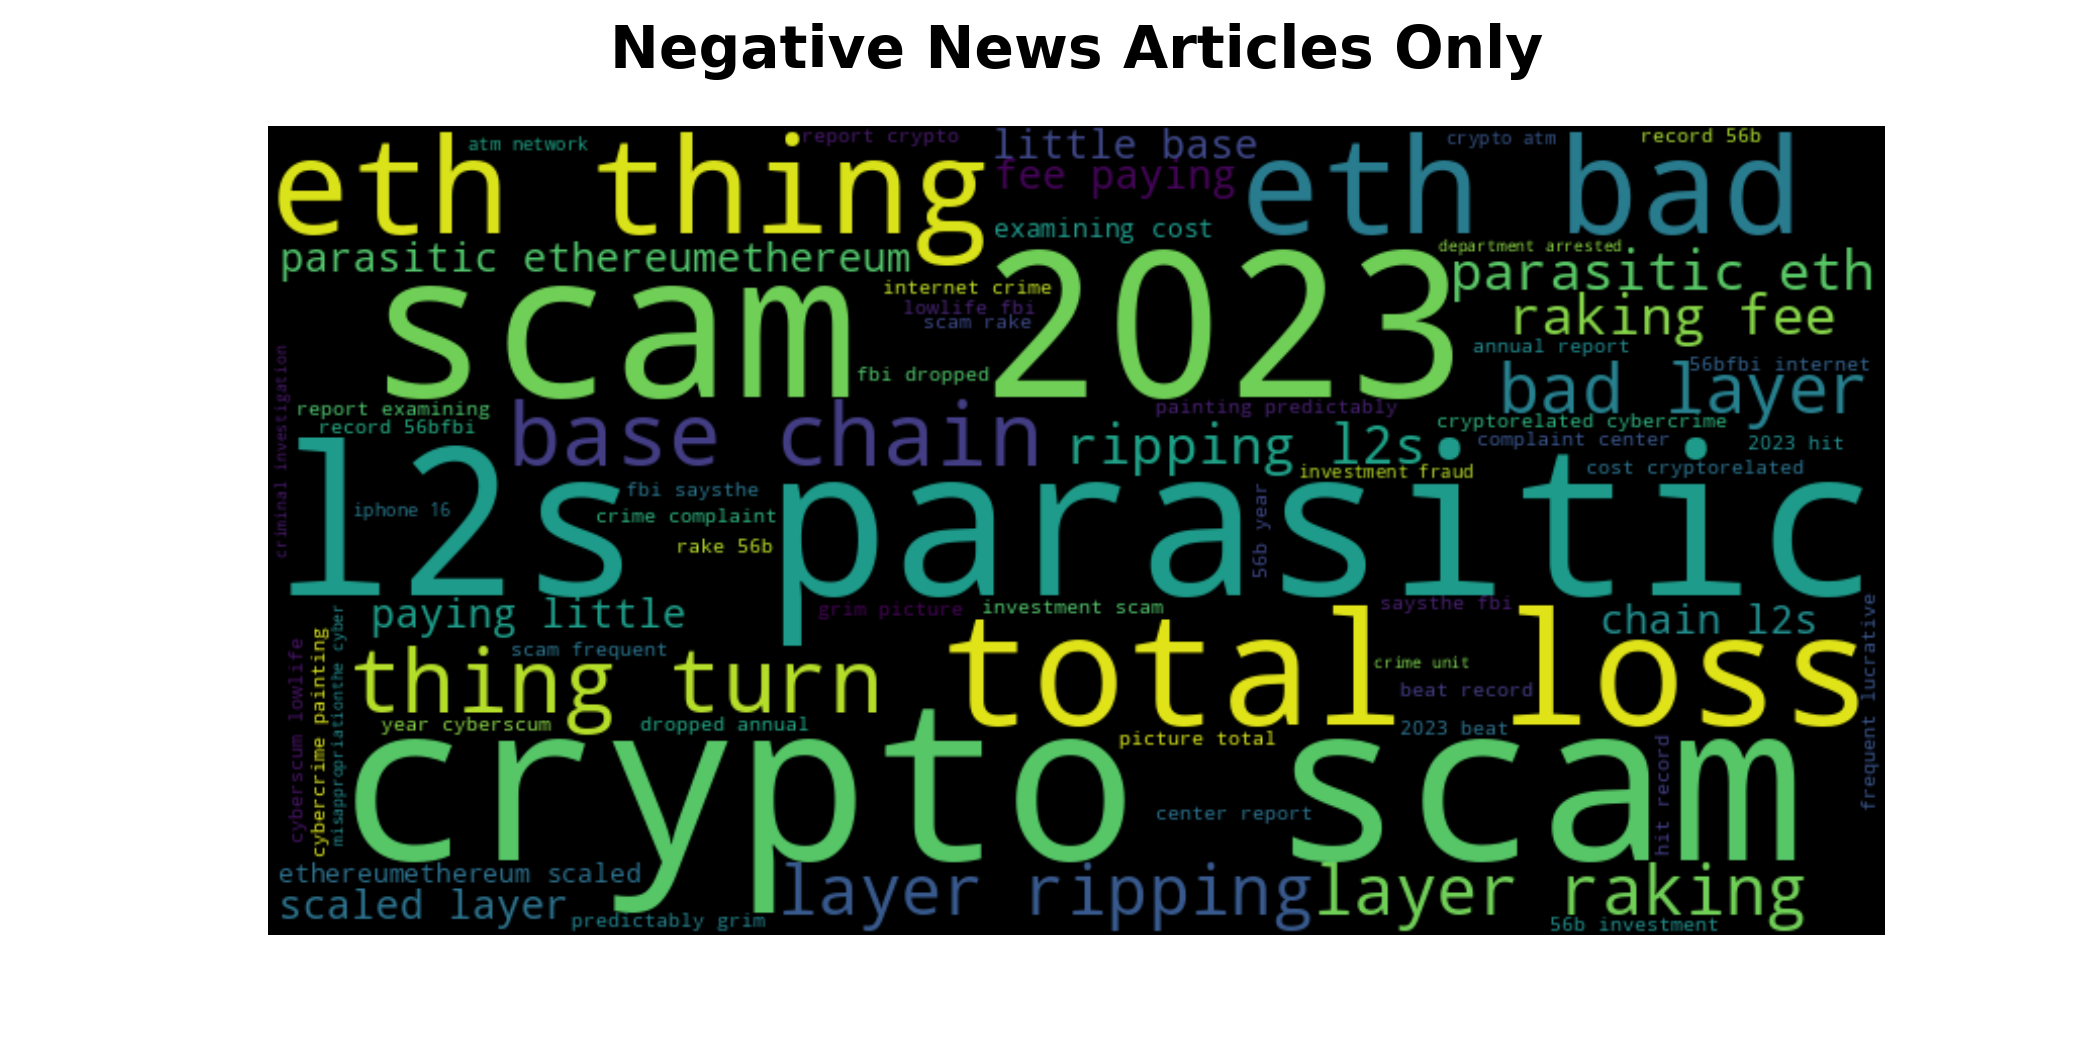 Negative News Articles Only
atm network
report crypto
little base
crypto atm
record 56b
eth thing
fee paying
eth bad
examining cost
parasitic ethereumethereum
department arrested
parasitic eth
internet crime
lowlife fbi
scam rake
scam 2023
raking fee
annual report
fbi dropped
56bfbi internet
bad layer
criminal investigation
report examining
record 56bfbi
base chain
painting predictably
cryptorelated cybercrime
ripping l2s
complaint center
2023 hit
investment fraud
cost cryptorelated
l2s parasitic
iphone 16
fbi saysthe
crime complaint
rake 56b
56b year
paying little
grim picture
investment scam
saysthe fbi
chain l2s
frequent lucrative
cyberscum lowlife
cybercrime painting
misappropriationthe cyber
scam frequent
thing turn
total loss
crime unit
beat record
year cyberscum
dropped annual
picture total
2023 beat
hit record
crypto scam
center report
ethereumethereum scaled
scaled layer
predictably grim
layer ripping
layer raking
56b investment